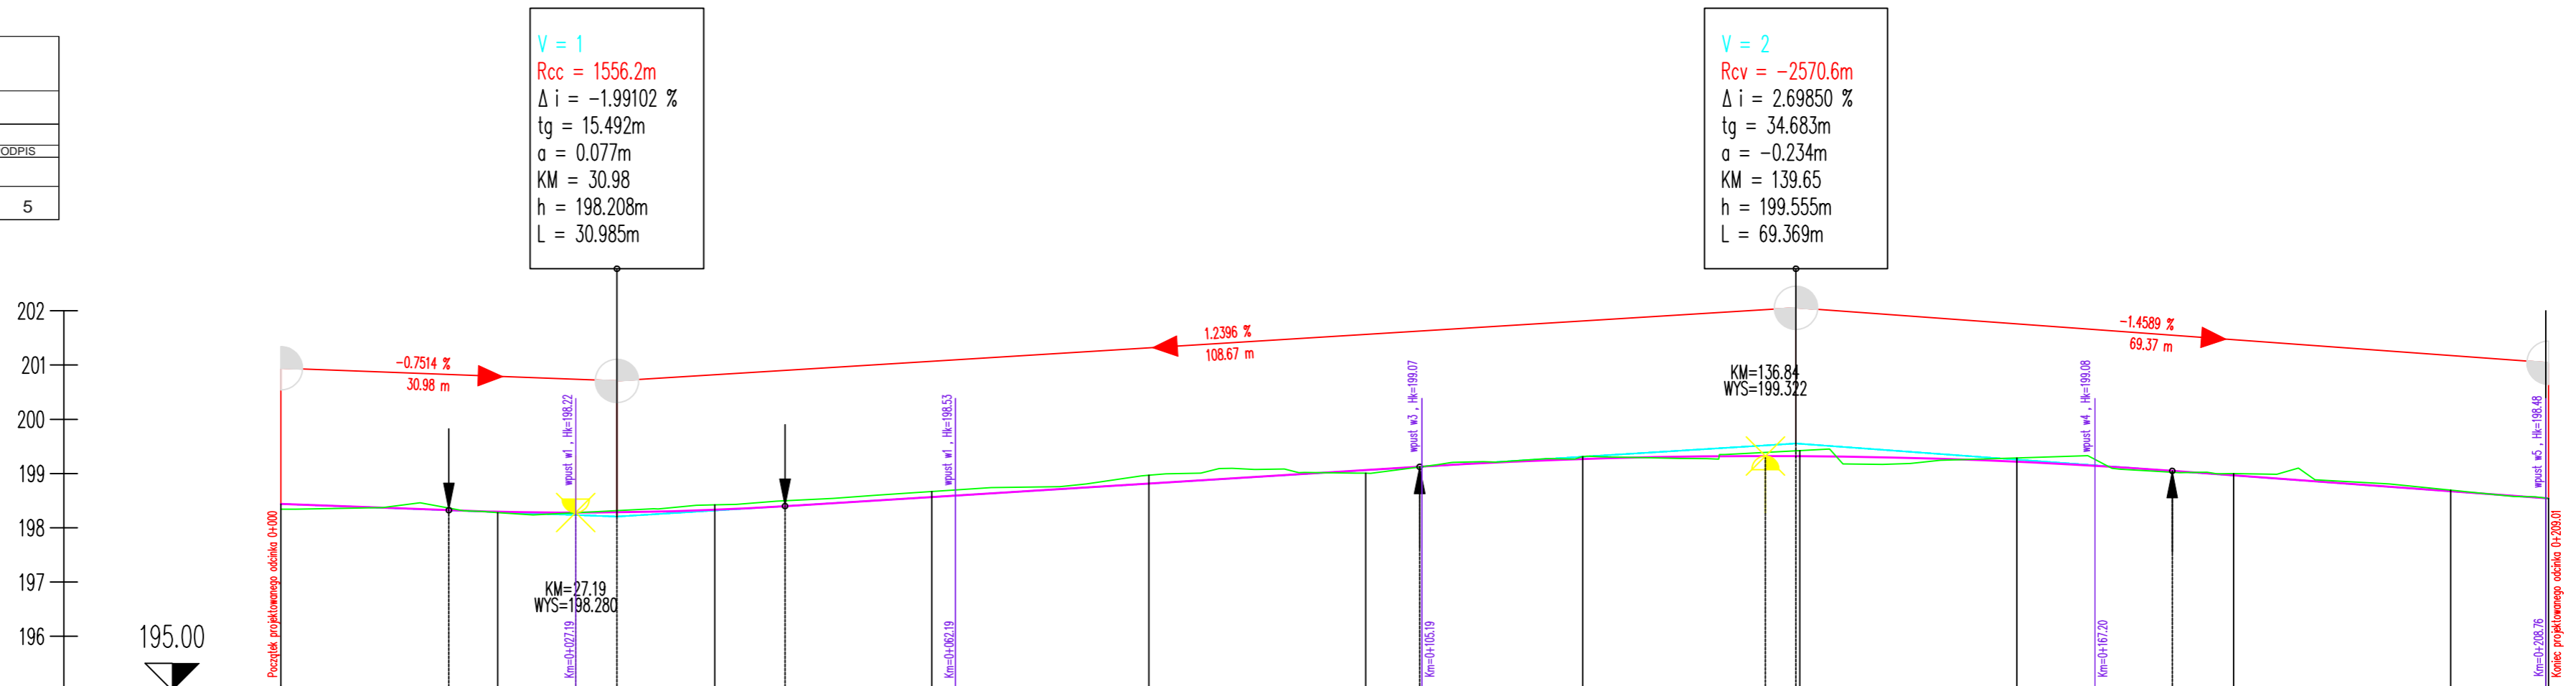 ODPIS
5
V = 1
Rcc = 1556.2m
Δ i = -1.99102 %
tg = 15.492m
a = 0.077m
KM = 30.98
h = 198.208m
L = 30.985m
V = 2
Rcv = -2570.6m
Δ i = 2.69850 %
tg = 34.683m
a = -0.234m
KM = 139.65
h = 199.555m
L = 69.369m
202
201
200
199
198
197
196
195.00
-0.7514 %
30.98 m
1.2396 %
108.67 m
-1.4589 %
69.37 m
KM=27.19
WYS=198.280
KM=136.84
WYS=199.322
Początek projektowanego odcinka 0+000
wpust w1 , Hk=198.22
Km=0+027.19
wpust w1 , Hk=198.53
Km=0+062.19
wpust w3 , Hk=199.07
Km=0+105.19
wpust w4 , Hk=199.08
Km=0+167.20
wpust w5 , Hk=198.48
Km=0+208.76
Koniec projektowanego odcinka 0+209.01